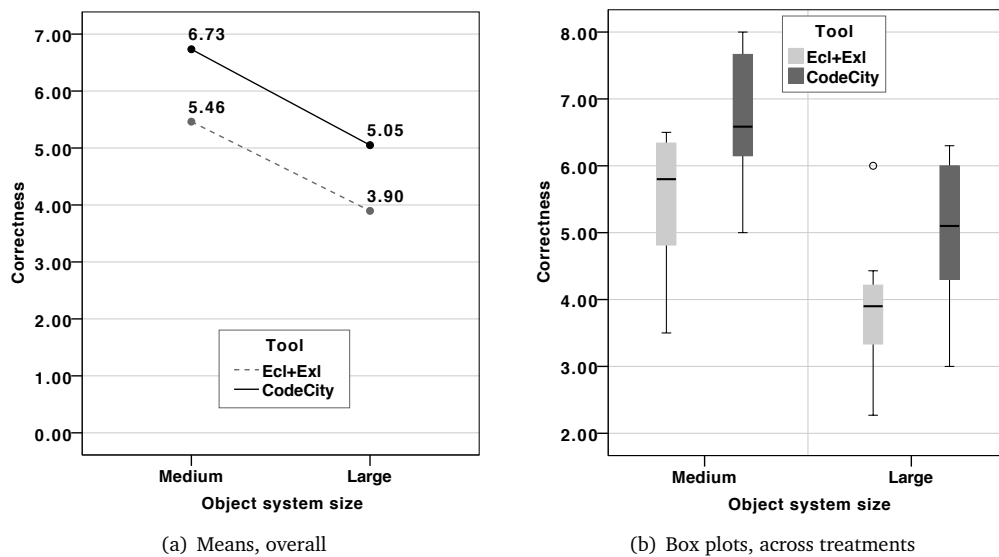 7.00
6.00
5.00
4.00
3.00
2.00
1.00
0.00
Correctness
6.73
5.46
5.05
3.90
Tool
Ecl+Exl
CodeCity
Medium
Large
Object system size
(a) Means, overall
8.00
7.00
6.00
5.00
4.00
3.00
2.00
Correctness
Tool
Ecl+Exl
CodeCity
Medium
Large
Object system size
(b) Box plots, across treatments